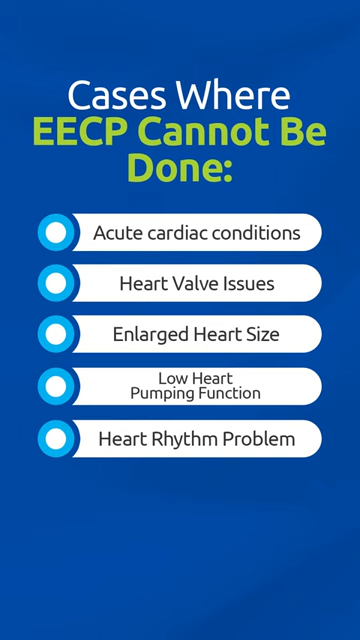 Cases Where
EECP Cannot Be
Done:
Acute cardiac conditions
Heart Valve Issues
Enlarged Heart Size
Low Heart
Pumping Function
Heart Rhythm Problem